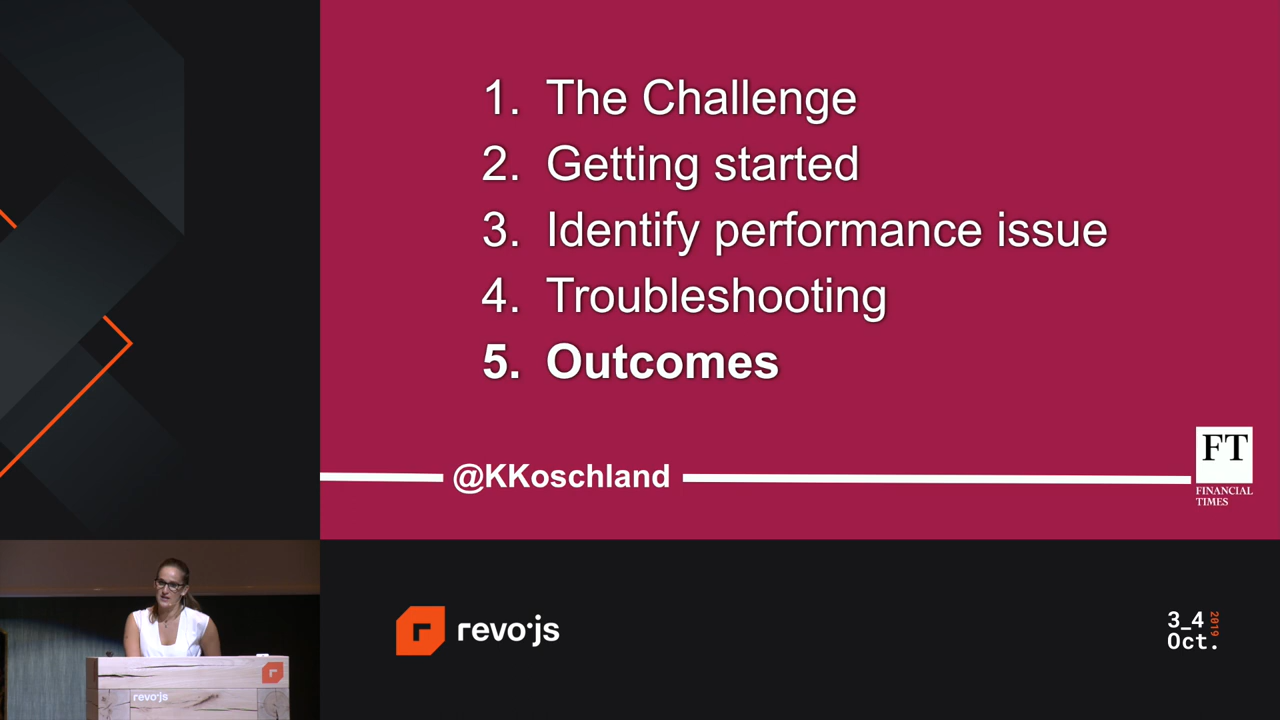 1. The Challenge
2. Getting started
3. Identify performance issue
4. Troubleshooting
5. Outcomes
@KKoschland
FT
FINANCIAL
TIMES
r revo·js
3_4 2019
Oct.
r
revo·js